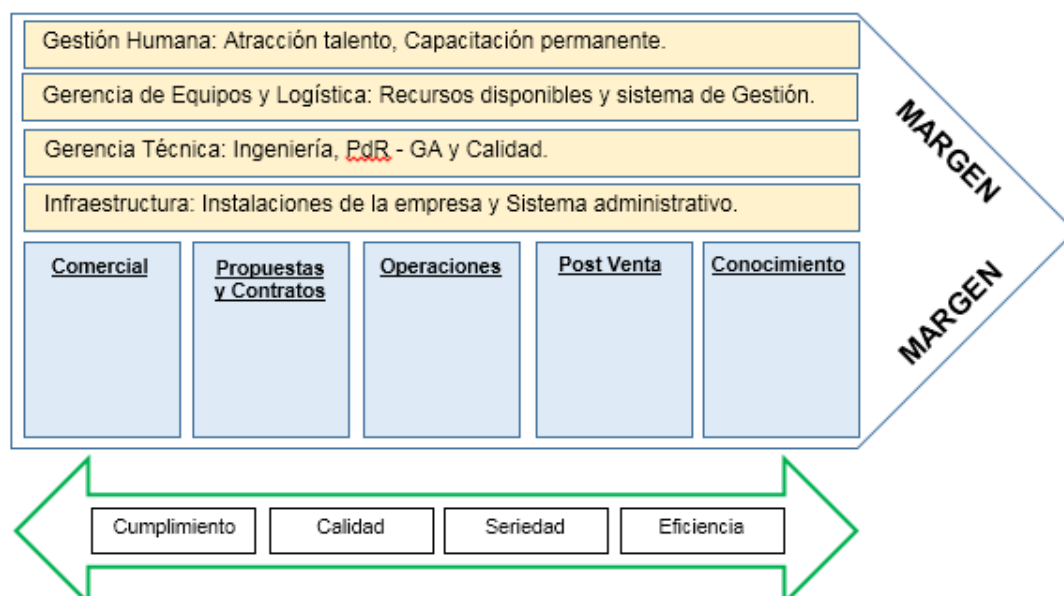 Gestión Humana: Atracción talento, Capacitación permanente.
Gerencia de Equipos y Logística: Recursos disponibles y sistema de Gestión.
Gerencia Técnica: Ingeniería, PdR - GA y Calidad.
Infraestructura: Instalaciones de la empresa y Sistema administrativo.
MARGEN
MARGEN
Comercial
Propuestas
y Contratos
Operaciones
Post Venta
Conocimiento
Cumplimiento
Calidad
Seriedad
Eficiencia